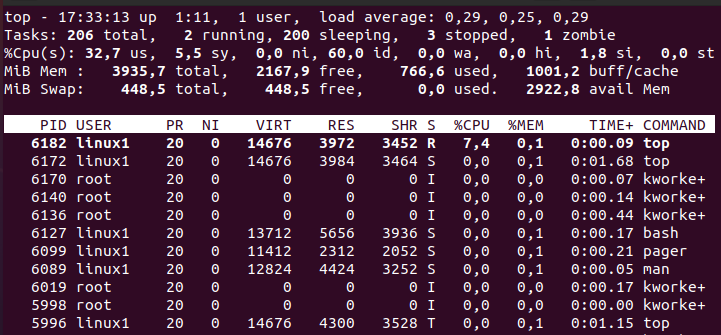 top - 17:33:13 up  1:11,  1 user,  load average: 0,29, 0,25, 0,29
Tasks: 206 total,   2 running, 200 sleeping,   3 stopped,   1 zombie
%Cpu(s): 32,7 us,  5,5 sy,  0,0 ni, 60,0 id,  0,0 wa,  0,0 hi,  1,8 si,  0,0 st
MiB Mem :   3935,7 total,   2167,9 free,    766,6 used,   1001,2 buff/cache
MiB Swap:    448,5 total,    448,5 free,      0,0 used.   2922,8 avail Mem
PID USER      PR  NI    VIRT    RES    SHR S  %CPU  %MEM     TIME+ COMMAND
6182 linux1    20   0   14676   3972   3452 R   7,4   0,1   0:00.09 top
6172 linux1    20   0   14676   3984   3464 S   0,0   0,1   0:01.68 top
6170 root      20   0       0      0      0 I   0,0   0,0   0:00.07 kworke+
6140 root      20   0       0      0      0 I   0,0   0,0   0:00.14 kworke+
6136 root      20   0       0      0      0 I   0,0   0,0   0:00.44 kworke+
6127 linux1    20   0   13712   5656   3936 S   0,0   0,1   0:00.17 bash
6099 linux1    20   0   11412   2312   2052 S   0,0   0,1   0:00.21 pager
6089 linux1    20   0   12824   4424   3252 S   0,0   0,1   0:00.05 man
6019 root      20   0       0      0      0 I   0,0   0,0   0:00.17 kworke+
5998 root      20   0       0      0      0 I   0,0   0,0   0:00.00 kworke+
5996 linux1    20   0   14676   4300   3528 T   0,0   0,1   0:01.15 top